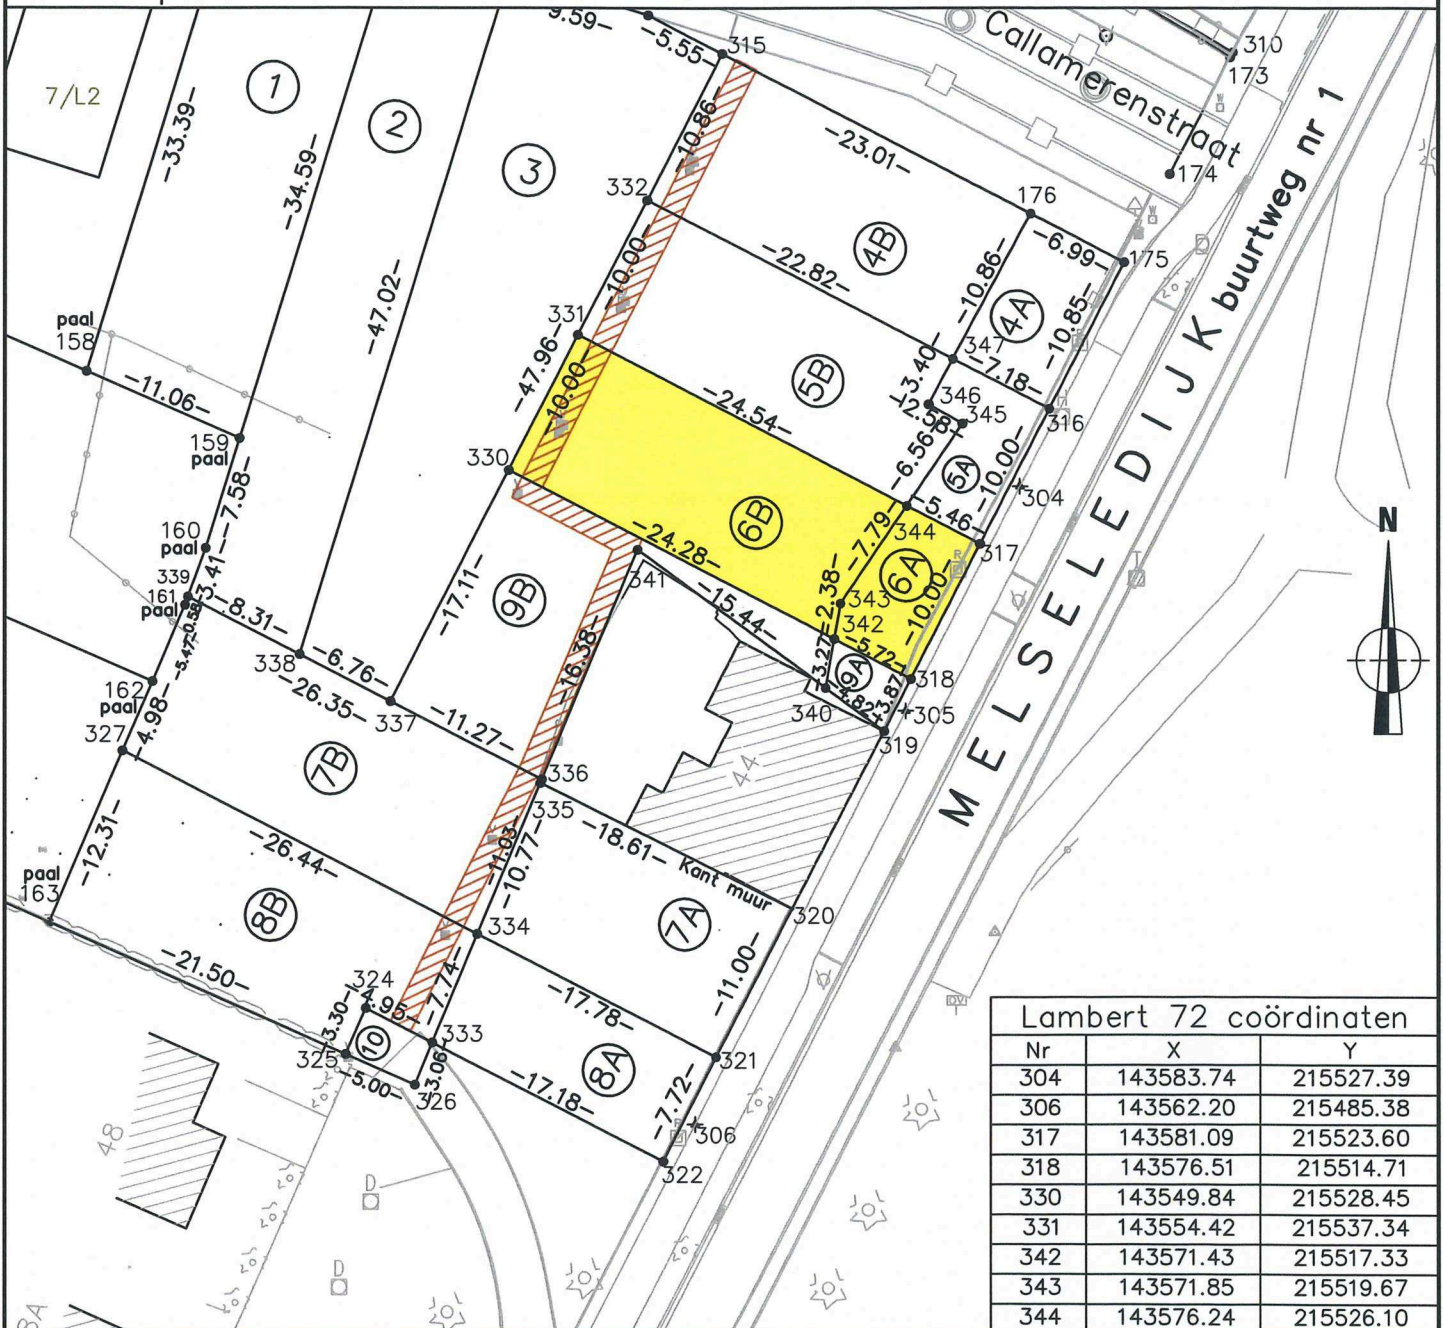 9.59-
-5.55-
315
Callamerenstraat
310
173
174
7/L2
1
2
3
-33.39-
-34.59-
-47.02-
-10.86-
-23.01-
332
176
-6.99-
175
4B
-22.82-
-10.86-
4A
-10.85-
-10.00-
331
347
-7.18-
-3.40-
346
345
-2.58-
316
5B
-47.96-
-10.00-
-24.54-
-6.56-
5A
-10.00-
304
paal
158
-11.06-
159
paal
330
344
-5.46-
317
6B
-24.28-
-7.79-
6A
-10.00-
R
341
343
-2.38-
342
-15.44-
-5.72-
318
-3.27-
9A
-3.87-
340
-4.82-
305
319
MELSELEDIJK buurtweg nr 1
N
-7.58-
160
paal
-3.41-
339
161
paal
-0.58-
-5.47-
-8.31-
338
-6.76-
-26.35-
337
-17.11-
9B
-16.38-
-11.27-
336
335
162
paal
-4.98-
327
7B
-26.44-
-11.03-
-10.77-
-18.61- Kant muur
44
320
-12.31-
paal
163
8B
-21.50-
334
7A
-11.00-
324
-4.95-
-7.74-
-17.78-
-3.30-
10
325
333
-3.06-
-5.00-
326
8A
321
-17.18-
-7.72-
R
306
322
48
D
D
DV
T
8A
Lambert 72 coördinaten
Nr X Y
304 143583.74 215527.39
306 143562.20 215485.38
317 143581.09 215523.60
318 143576.51 215514.71
330 143549.84 215528.45
331 143554.42 215537.34
342 143571.43 215517.33
343 143571.85 215519.67
344 143576.24 215526.10